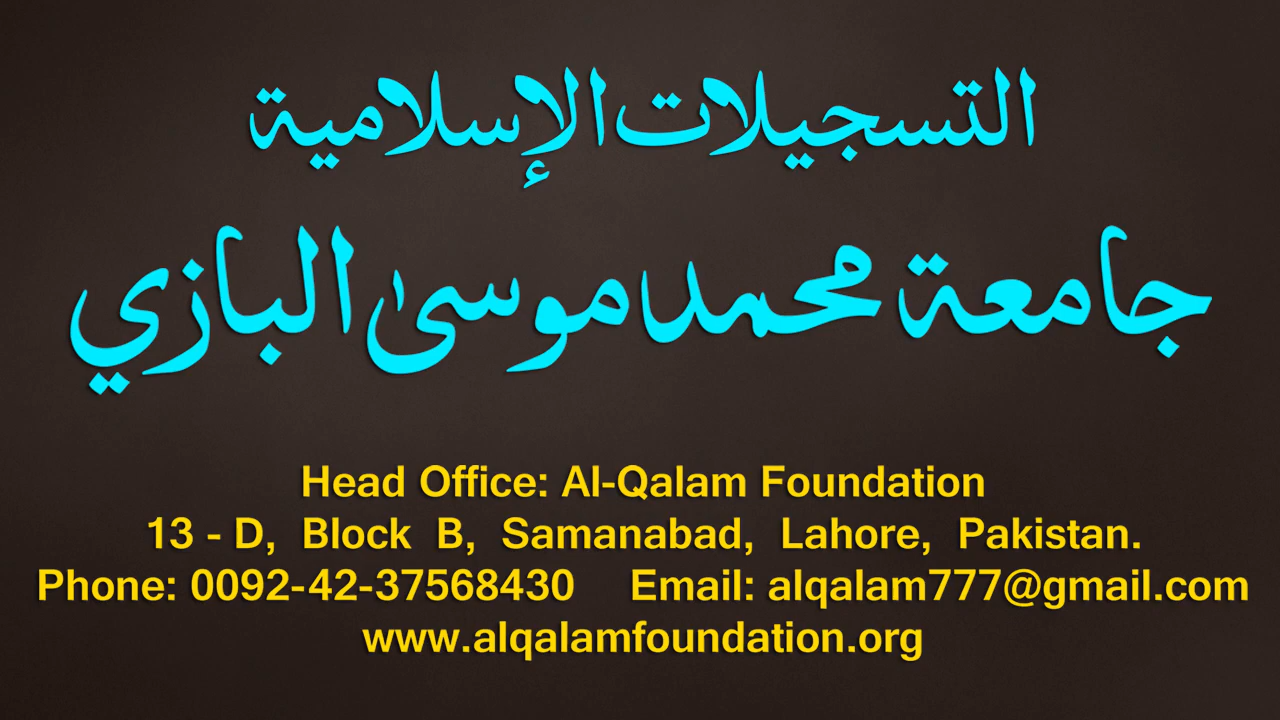 التسجيلات الإسلامية
جامعة محمد موسىٰ البازي
Head Office: Al-Qalam Foundation
13 - D, Block B, Samanabad, Lahore, Pakistan.
Phone: 0092-42-37568430 Email: alqalam777@gmail.com
www.alqalamfoundation.org